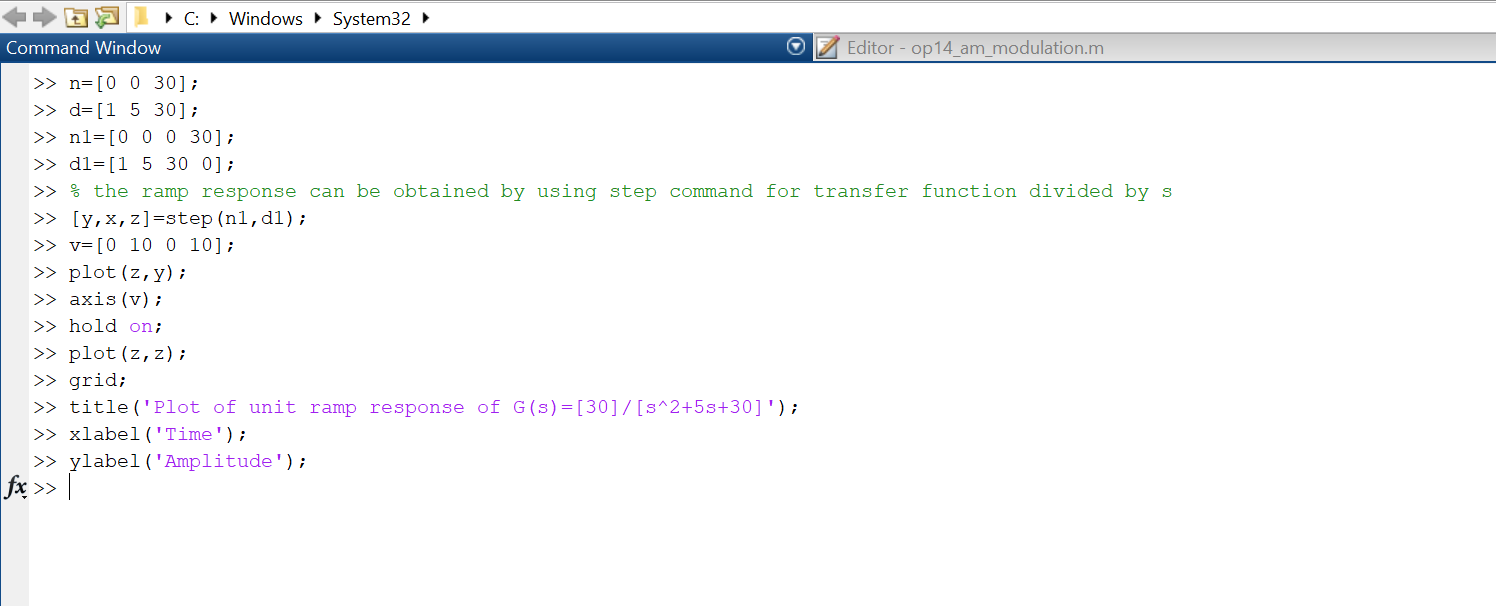 C: Windows System32
Command Window
Editor - op14_am_modulation.m
>> n=[0 0 30];
>> d=[1 5 30];
>> n1=[0 0 0 30];
>> d1=[1 5 30 0];
>> % the ramp response can be obtained by using step command for transfer function divided by s
>> [y,x,z]=step(n1,d1);
>> v=[0 10 0 10];
>> plot(z,y);
>> axis(v);
>> hold on;
>> plot(z,z);
>> grid;
>> title('Plot of unit ramp response of G(s)=[30]/[s^2+5s+30]');
>> xlabel('Time');
>> ylabel('Amplitude');
fx >>